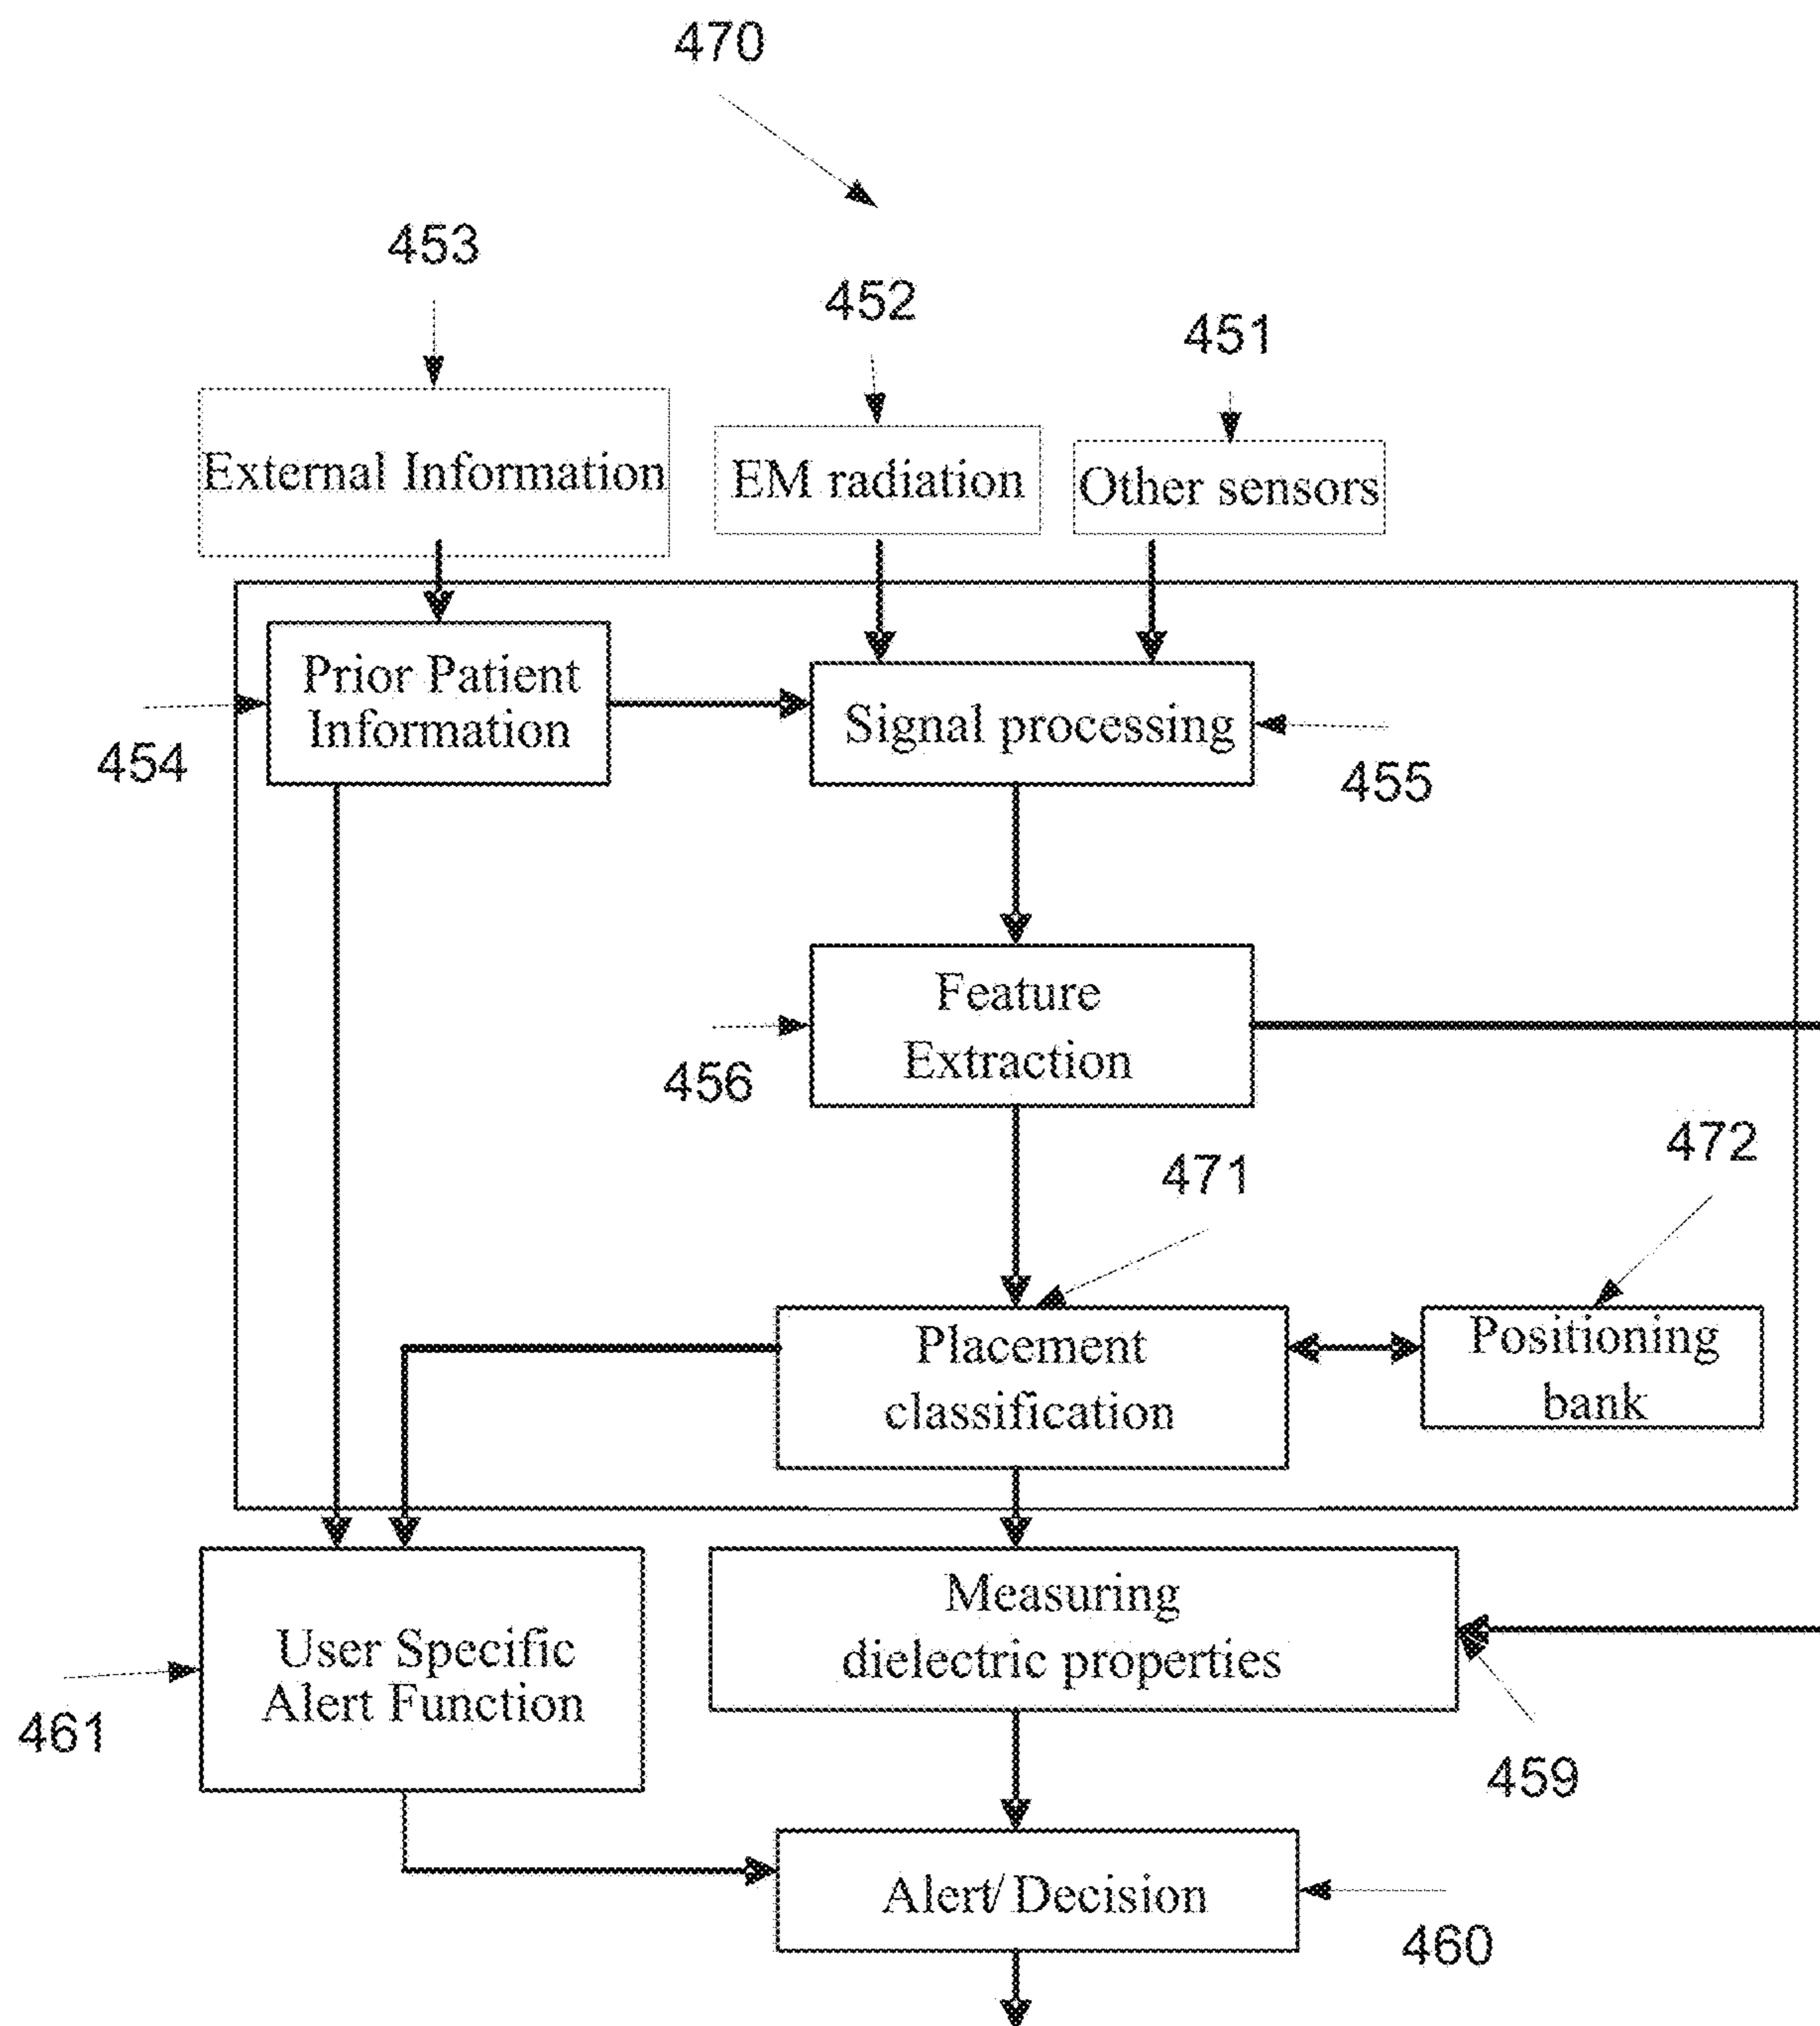 470
453
452
451
External Information
EM radiation
Other sensors
Prior Patient
Information
454
Signal processing
455
Feature
Extraction
456
471
472
Placement
classification
Positioning
bank
User Specific
Alert Function
461
Measuring
dielectric properties
459
Alert/ Decision
460